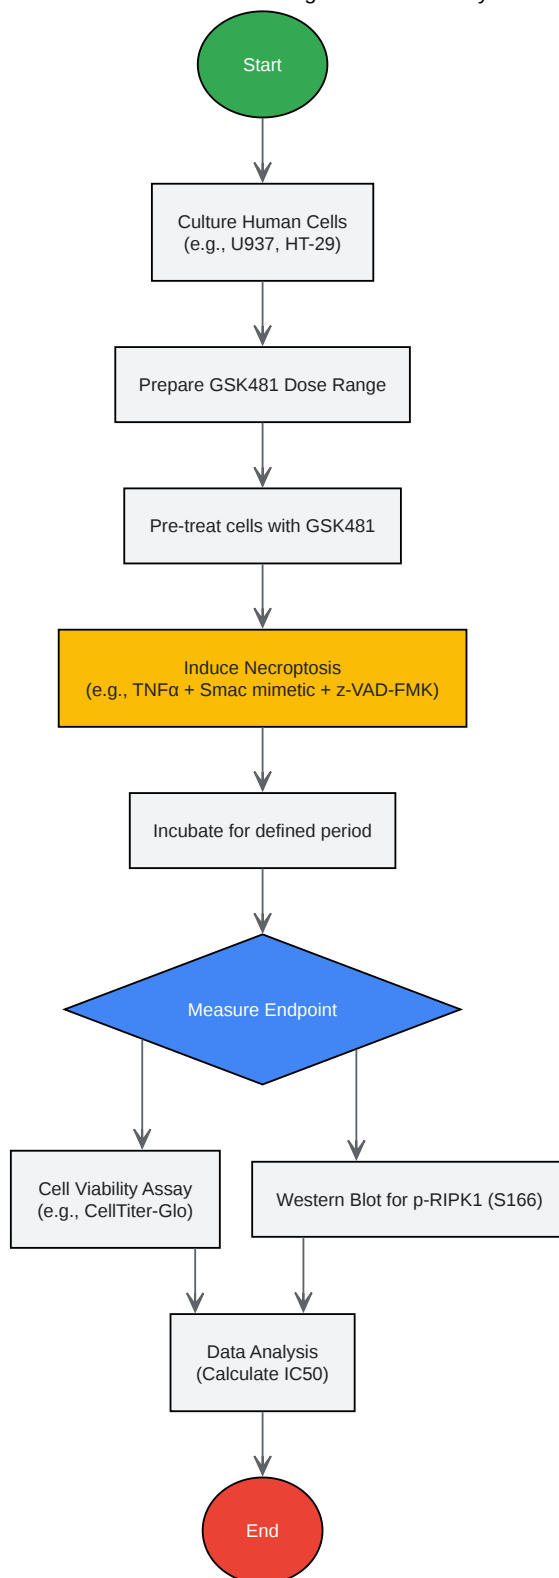 Start
Culture Human Cells
(e.g., U937, HT-29)
Prepare GSK481 Dose Range
Pre-treat cells with GSK481
Induce Necroptosis
(e.g., TNFα + Smac mimetic + z-VAD-FMK)
Incubate for defined period
Measure Endpoint
Cell Viability Assay
(e.g., CellTiter-Glo)
Western Blot for p-RIPK1 (S166)
Data Analysis
(Calculate IC50)
End